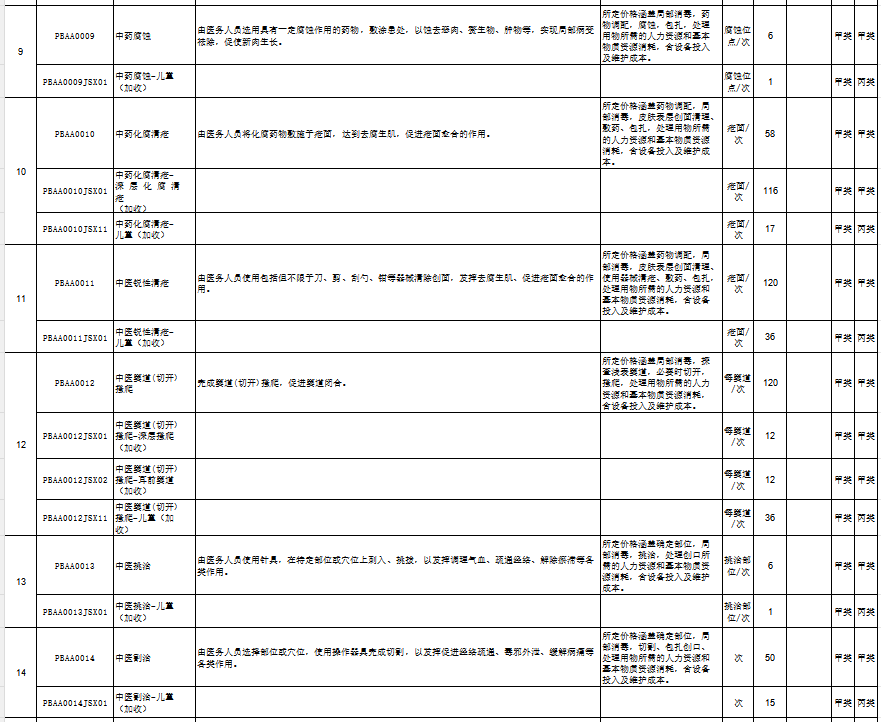 9
PBAA0009
中药腐蚀
由医务人员选用具有一定腐蚀作用的药物，敷涂患处，以蚀去恶肉、赘生物、肿物等，实现局部病变
祛除，促使新肉生长。
所定价格涵盖局部消毒，药
物调配，腐蚀，包扎，处理
用物所需的人力资源和基本
物质资源消耗，含设备投入
及维护成本。
腐蚀位
点/次
6
甲类
甲类
PBAA0009JSX01
中药腐蚀-儿童
（加收）
腐蚀位
点/次
1
甲类
丙类
10
PBAA0010
中药化腐清疮
由医务人员将化腐药物敷施于疮面，达到去腐生肌，促进疮面愈合的作用。
所定价格涵盖药物调配，局
部消毒，皮肤表层创面清理、
敷药、包扎，处理用物所需
的人力资源和基本物质资源
消耗，含设备投入及维护成
本。
疮面/
次
58
甲类
甲类
PBAA0010JSX01
中药化腐清疮-
深层化腐清
疮
（加收）
疮面/
次
116
甲类
甲类
PBAA0010JSX11
中药化腐清疮-
儿童（加收）
疮面/
次
17
甲类
丙类
11
PBAA0011
中医锐性清疮
由医务人员使用包括但不限于刀、剪、刮勺、钳等器械清除创面，发挥去腐生肌、促进疮面愈合的作
用。
所定价格涵盖药物调配，局
部消毒，皮肤表层创面清理、
使用器械清疮、敷药、包扎，
处理用物所需的人力资源和
基本物质资源消耗，含设备
投入及维护成本。
疮面/
次
120
甲类
甲类
PBAA0011JSX01
中医锐性清疮-
儿童（加收）
疮面/
次
36
甲类
丙类
12
PBAA0012
中医窦道(切开)
搔爬
完成窦道(切开)搔爬，促进窦道闭合。
所定价格涵盖局部消毒，探
查浅表窦道，必要时切开，
搔爬，处理用物所需的人力
资源和基本物质资源消耗，
含设备投入及维护成本。
每窦道
/次
120
甲类
甲类
PBAA0012JSX01
中医窦道(切开)
搔爬-深层搔爬
（加收）
每窦道
/次
12
甲类
甲类
PBAA0012JSX02
中医窦道(切开)
搔爬-耳前窦道
（加收）
每窦道
/次
12
甲类
甲类
PBAA0012JSX11
中医窦道(切开)
搔爬-儿童（加
收）
每窦道
/次
36
甲类
丙类
13
PBAA0013
中医挑治
由医务人员使用针具，在特定部位或穴位上刺入、挑拨，以发挥调理气血、疏通经络、解除瘀滞等各
类作用。
所定价格涵盖确定部位，局
部消毒，挑治，处理创口所
需的人力资源和基本物质资
源消耗，含设备投入及维护
成本。
挑治部
位/次
6
甲类
甲类
PBAA0013JSX01
中医挑治-儿童
（加收）
挑治部
位/次
1
甲类
丙类
14
PBAA0014
中医割治
由医务人员选择部位或穴位，使用操作器具完成切割，以发挥促进经络疏通、毒邪外泄、缓解病痛等
各类作用。
所定价格涵盖确定部位，局
部消毒，切割、包扎创口、
处理用物所需的人力资源和
基本物质资源消耗，含设备
投入及维护成本。
次
50
甲类
甲类
PBAA0014JSX01
中医割治-儿童
（加收）
次
15
甲类
丙类